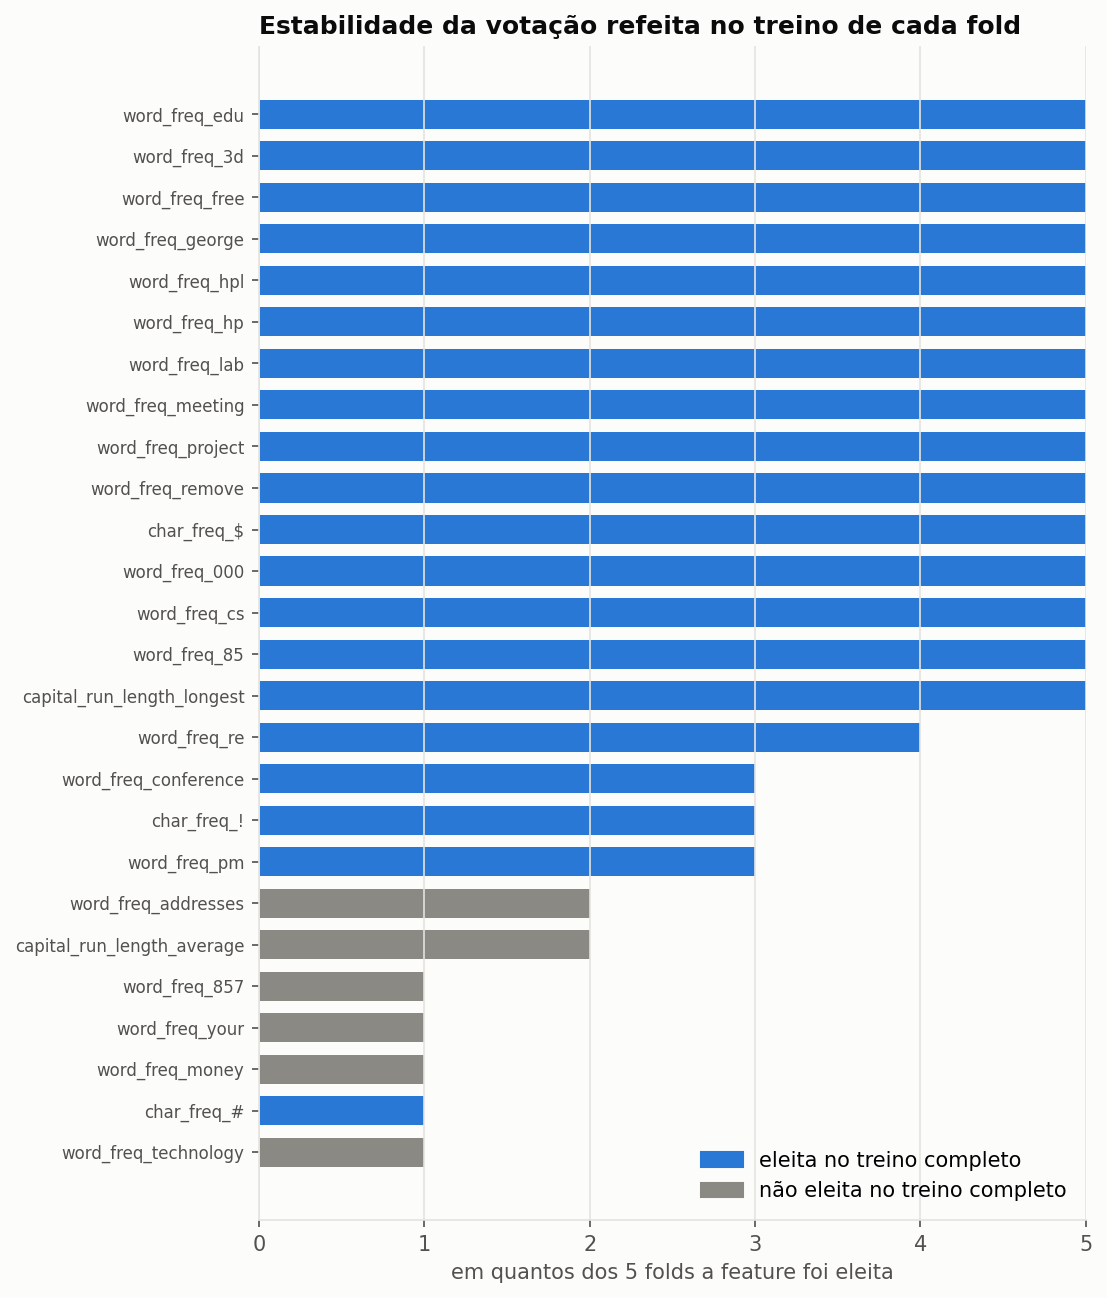 Estabilidade da votação refeita no treino de cada fold
word_freq_edu
word_freq_3d
word_freq_free
word_freq_george
word_freq_hpl
word_freq_hp
word_freq_lab
word_freq_meeting
word_freq_project
word_freq_remove
char_freq_$
word_freq_000
word_freq_cs
word_freq_85
capital_run_length_longest
word_freq_re
word_freq_conference
char_freq_!
word_freq_pm
word_freq_addresses
capital_run_length_average
word_freq_857
word_freq_your
word_freq_money
char_freq_#
word_freq_technology
eleita no treino completo
não eleita no treino completo
0 1 2 3 4 5
em quantos dos 5 folds a feature foi eleita